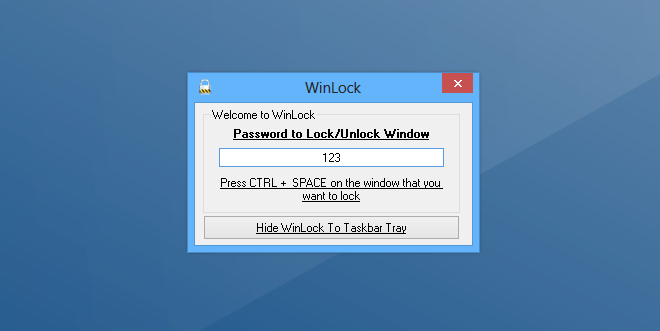 WinLock
Welcome to WinLock
Password to Lock/Unlock Window
123
Press CTRL + SPACE on the window that you
want to lock
Hide WinLock To Taskbar Tray